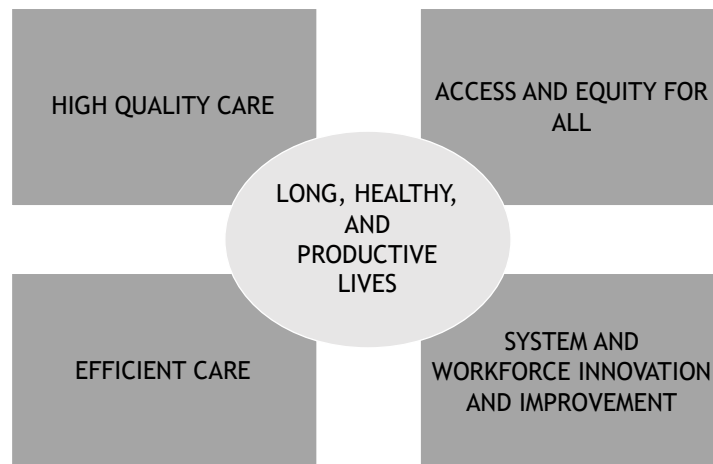 HIGH QUALITY CARE
ACCESS AND EQUITY FOR
ALL
LONG, HEALTHY,
AND
PRODUCTIVE
LIVES
EFFICIENT CARE
SYSTEM AND
WORKFORCE INNOVATION
AND IMPROVEMENT